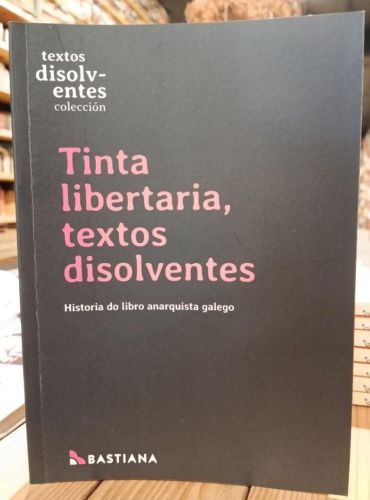 textos
disolv-
entes
colección
Tinta
libertaria,
textos
disolventes
Historia do libro anarquista galego
BASTIANA